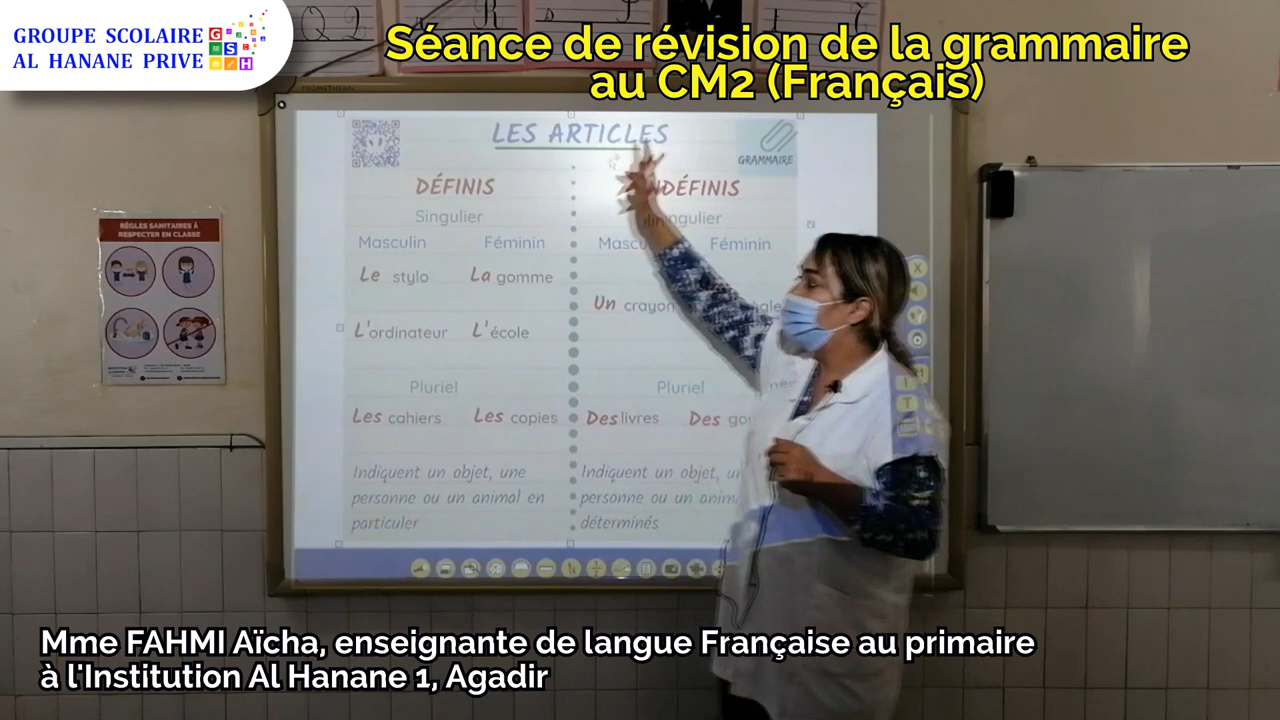 GROUPE SCOLAIRE
AL HANANE PRIVE
GSH
Séance de révision de la grammaire
au CM2 (Français)
PROMETHEAN
LES ARTICLES
GRAMMAIRE
DÉFINIS
INDÉFINIS
Singulier
Singulier
Masculin Féminin
Féminin
Le stylo La gomme
Un crayon
L'ordinateur L'école
Pluriel
Pluriel
Les cahiers Les copies
Des livres Des
Indiquent un objet, une
personne ou un animal en
particulier
Indiquent un objet,
personne ou un
déterminés
RÈGLES SANITAIRES À
RESPECTER EN CLASSE
Mme FAHMI Aïcha, enseignante de langue Française au primaire
à l'Institution Al Hanane 1, Agadir